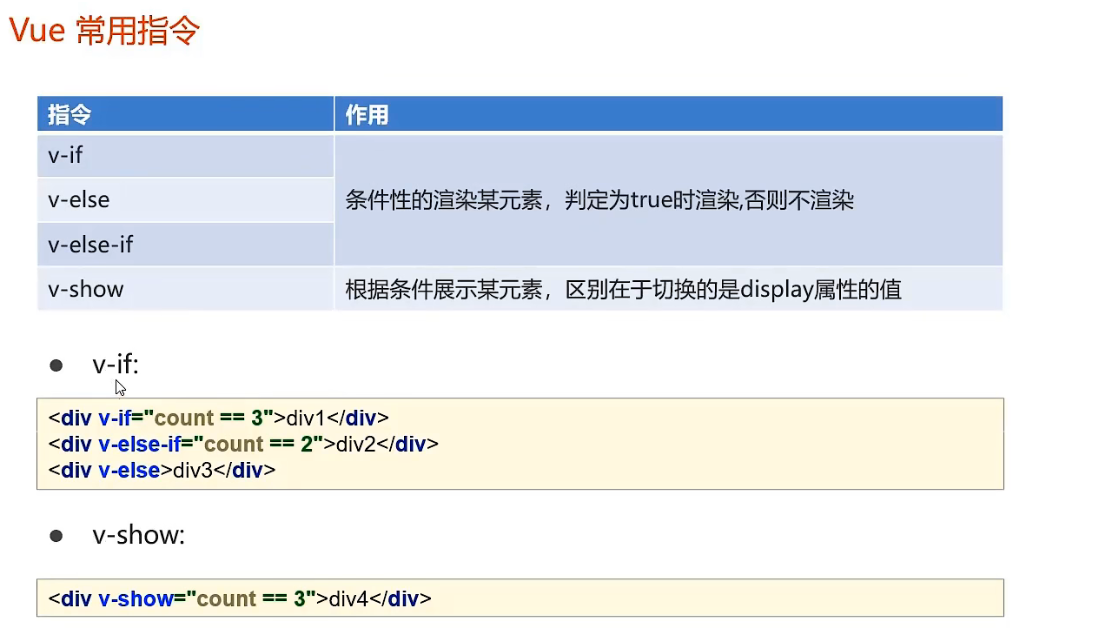 Vue 常用指令
指令 作用
v-if
v-else
条件性的渲染某元素，判定为true时渲染,否则不渲染
v-else-if
v-show 根据条件展示某元素，区别在于切换的是display属性的值
● v-if:
<div v-if="count == 3">div1</div>
<div v-else-if="count == 2">div2</div>
<div v-else>div3</div>
● v-show:
<div v-show="count == 3">div4</div>